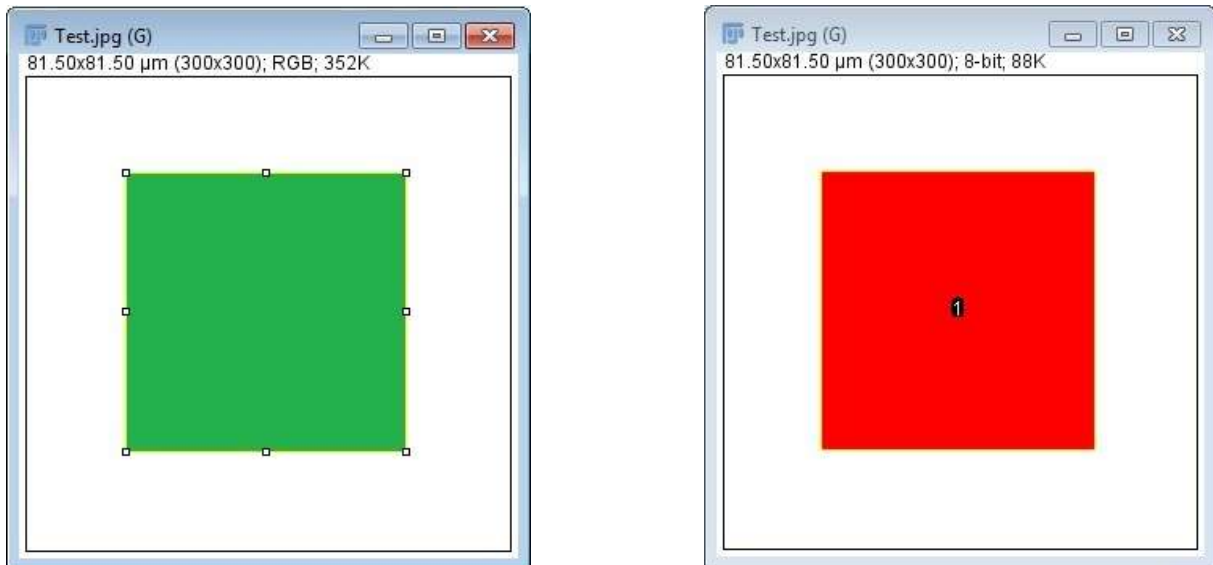 Test.jpg (G)
81.50x81.50 µm (300x300); RGB; 352K
Test.jpg (G)
81.50x81.50 µm (300x300); 8-bit; 88K
1